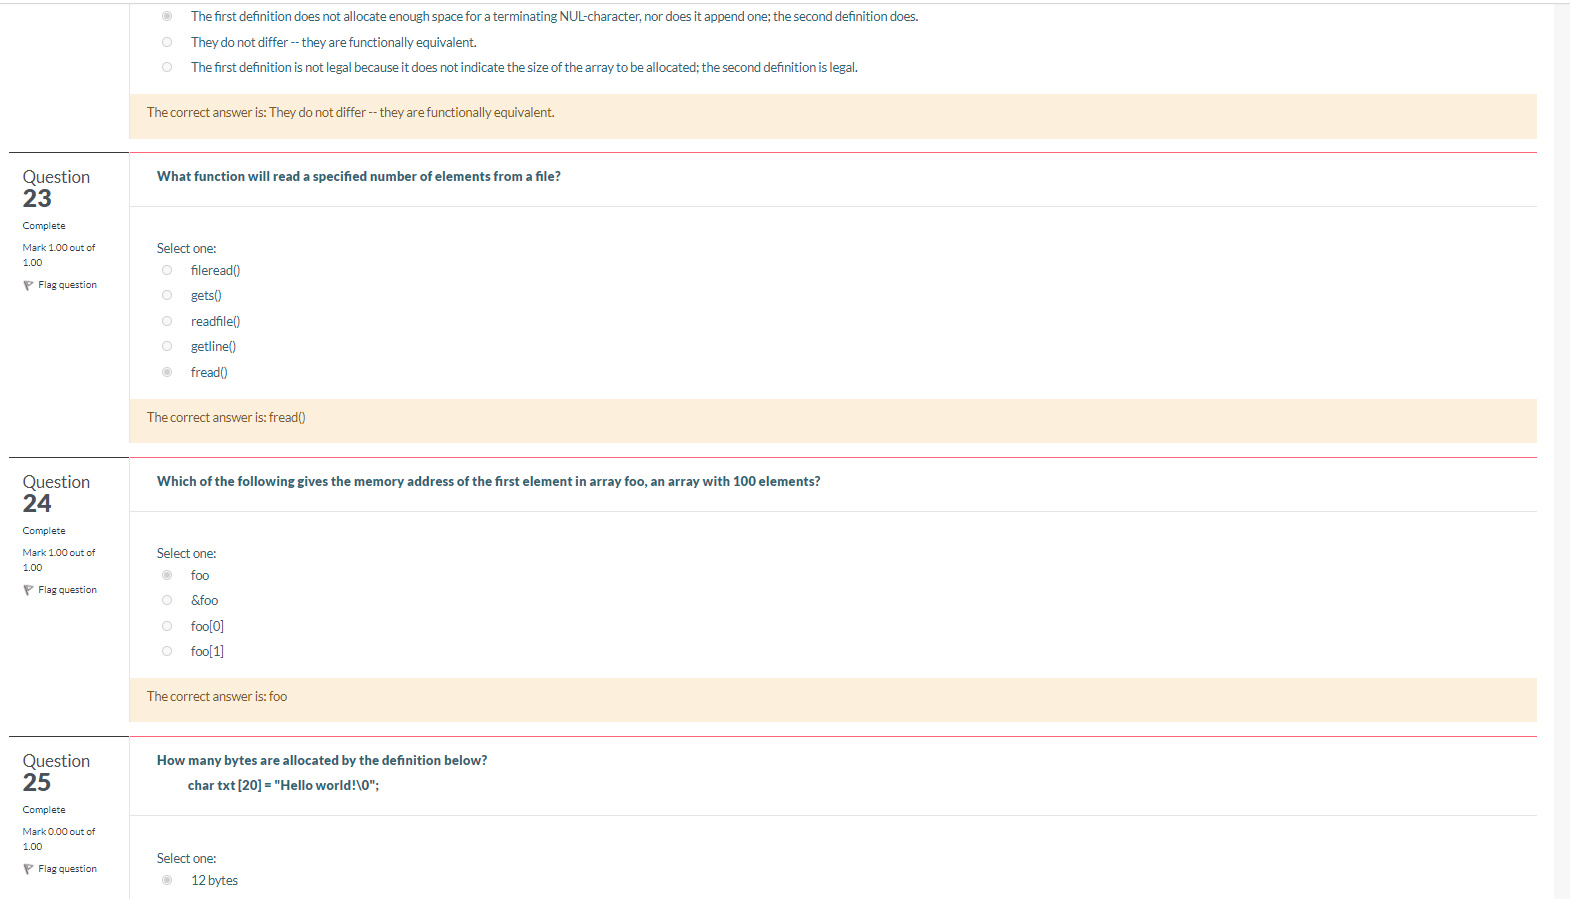 The first definition does not allocate enough space for a terminating NUL-character, nor does it append one; the second definition does.
They do not differ -- they are functionally equivalent.
The first definition is not legal because it does not indicate the size of the array to be allocated; the second definition is legal.
The correct answer is: They do not differ -- they are functionally equivalent.
Question
23
Complete
Mark 1.00 out of
1.00
Flag question
What function will read a specified number of elements from a file?
Select one:
fileread()
gets()
readfile()
getline()
fread()
The correct answer is: fread()
Question
24
Complete
Mark 1.00 out of
1.00
Flag question
Which of the following gives the memory address of the first element in array foo, an array with 100 elements?
Select one:
foo
&foo
foo[0]
foo[1]
The correct answer is: foo
Question
25
Complete
Mark 0.00 out of
1.00
Flag question
How many bytes are allocated by the definition below?
char txt [20] = "Hello world!\0";
Select one:
12 bytes